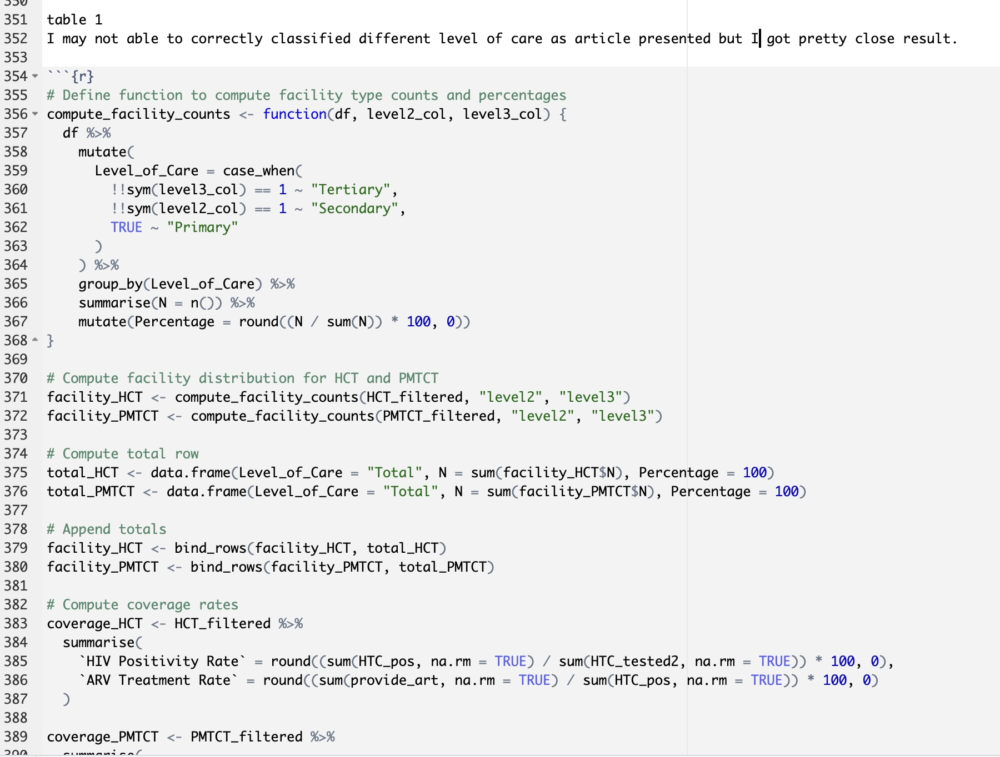 350
351 table 1
352 I may not able to correctly classified different level of care as article presented but I got pretty close result.
353
354 ```{r}
355 # Define function to compute facility type counts and percentages
356 compute_facility_counts <- function(df, level2_col, level3_col) {
357   df %>%
358     mutate(
359       Level_of_Care = case_when(
360         !!sym(level3_col) == 1 ~ "Tertiary",
361         !!sym(level2_col) == 1 ~ "Secondary",
362         TRUE ~ "Primary"
363       )
364     ) %>%
365     group_by(Level_of_Care) %>%
366     summarise(N = n()) %>%
367     mutate(Percentage = round((N / sum(N)) * 100, 0))
368 }
369
370 # Compute facility distribution for HCT and PMTCT
371 facility_HCT <- compute_facility_counts(HCT_filtered, "level2", "level3")
372 facility_PMTCT <- compute_facility_counts(PMTCT_filtered, "level2", "level3")
373
374 # Compute total row
375 total_HCT <- data.frame(Level_of_Care = "Total", N = sum(facility_HCT$N), Percentage = 100)
376 total_PMTCT <- data.frame(Level_of_Care = "Total", N = sum(facility_PMTCT$N), Percentage = 100)
377
378 # Append totals
379 facility_HCT <- bind_rows(facility_HCT, total_HCT)
380 facility_PMTCT <- bind_rows(facility_PMTCT, total_PMTCT)
381
382 # Compute coverage rates
383 coverage_HCT <- HCT_filtered %>%
384   summarise(
385     `HIV Positivity Rate` = round((sum(HTC_pos, na.rm = TRUE) / sum(HTC_tested2, na.rm = TRUE)) * 100, 0),
386     `ARV Treatment Rate` = round((sum(provide_art, na.rm = TRUE) / sum(HTC_pos, na.rm = TRUE)) * 100, 0)
387   )
388
389 coverage_PMTCT <- PMTCT_filtered %>%
390   summarise(